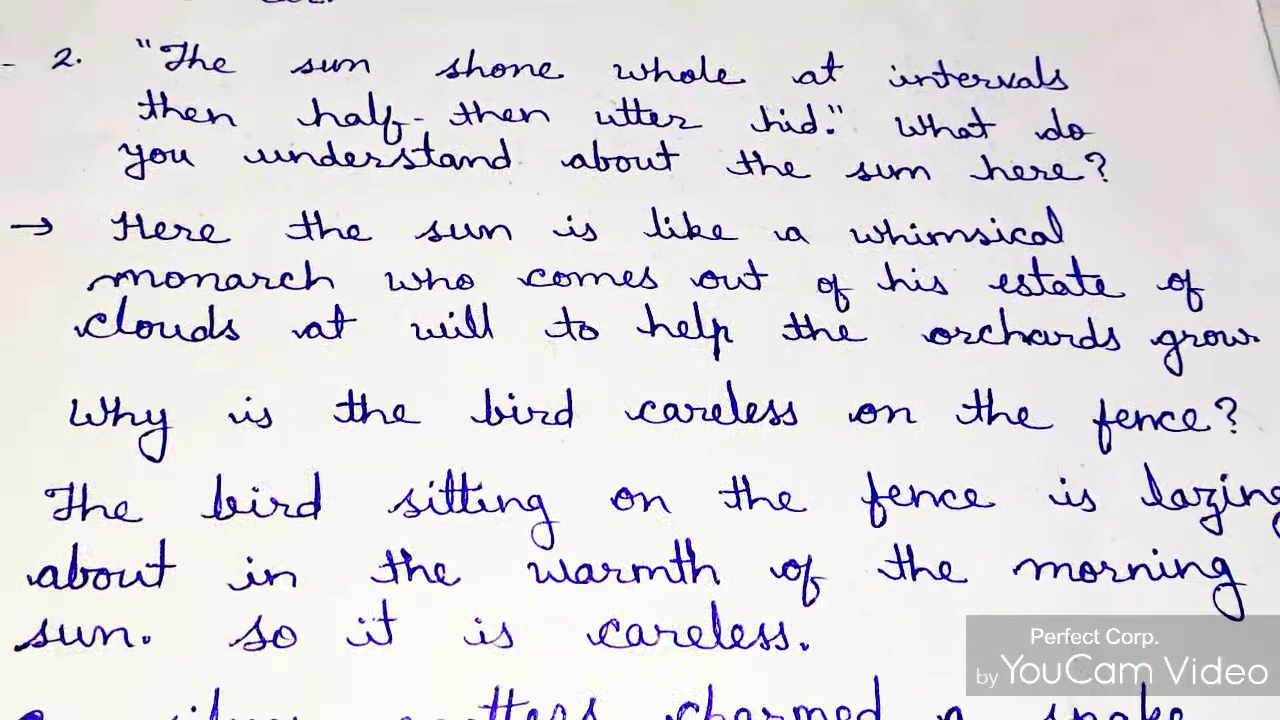 2. "The sun shone whole at intervals
then half- then utter hid." What do
you understand about the sun here?
→ Here the sun is like a whimsical
monarch who comes out of his estate of
clouds at will to help the orchards grow
Why is the bird careless on the fence?
The bird sitting on the fence is lazing
about in the warmth of the morning
sun. So it is careless.
charmed a
Perfect Corp.
by YouCam Video